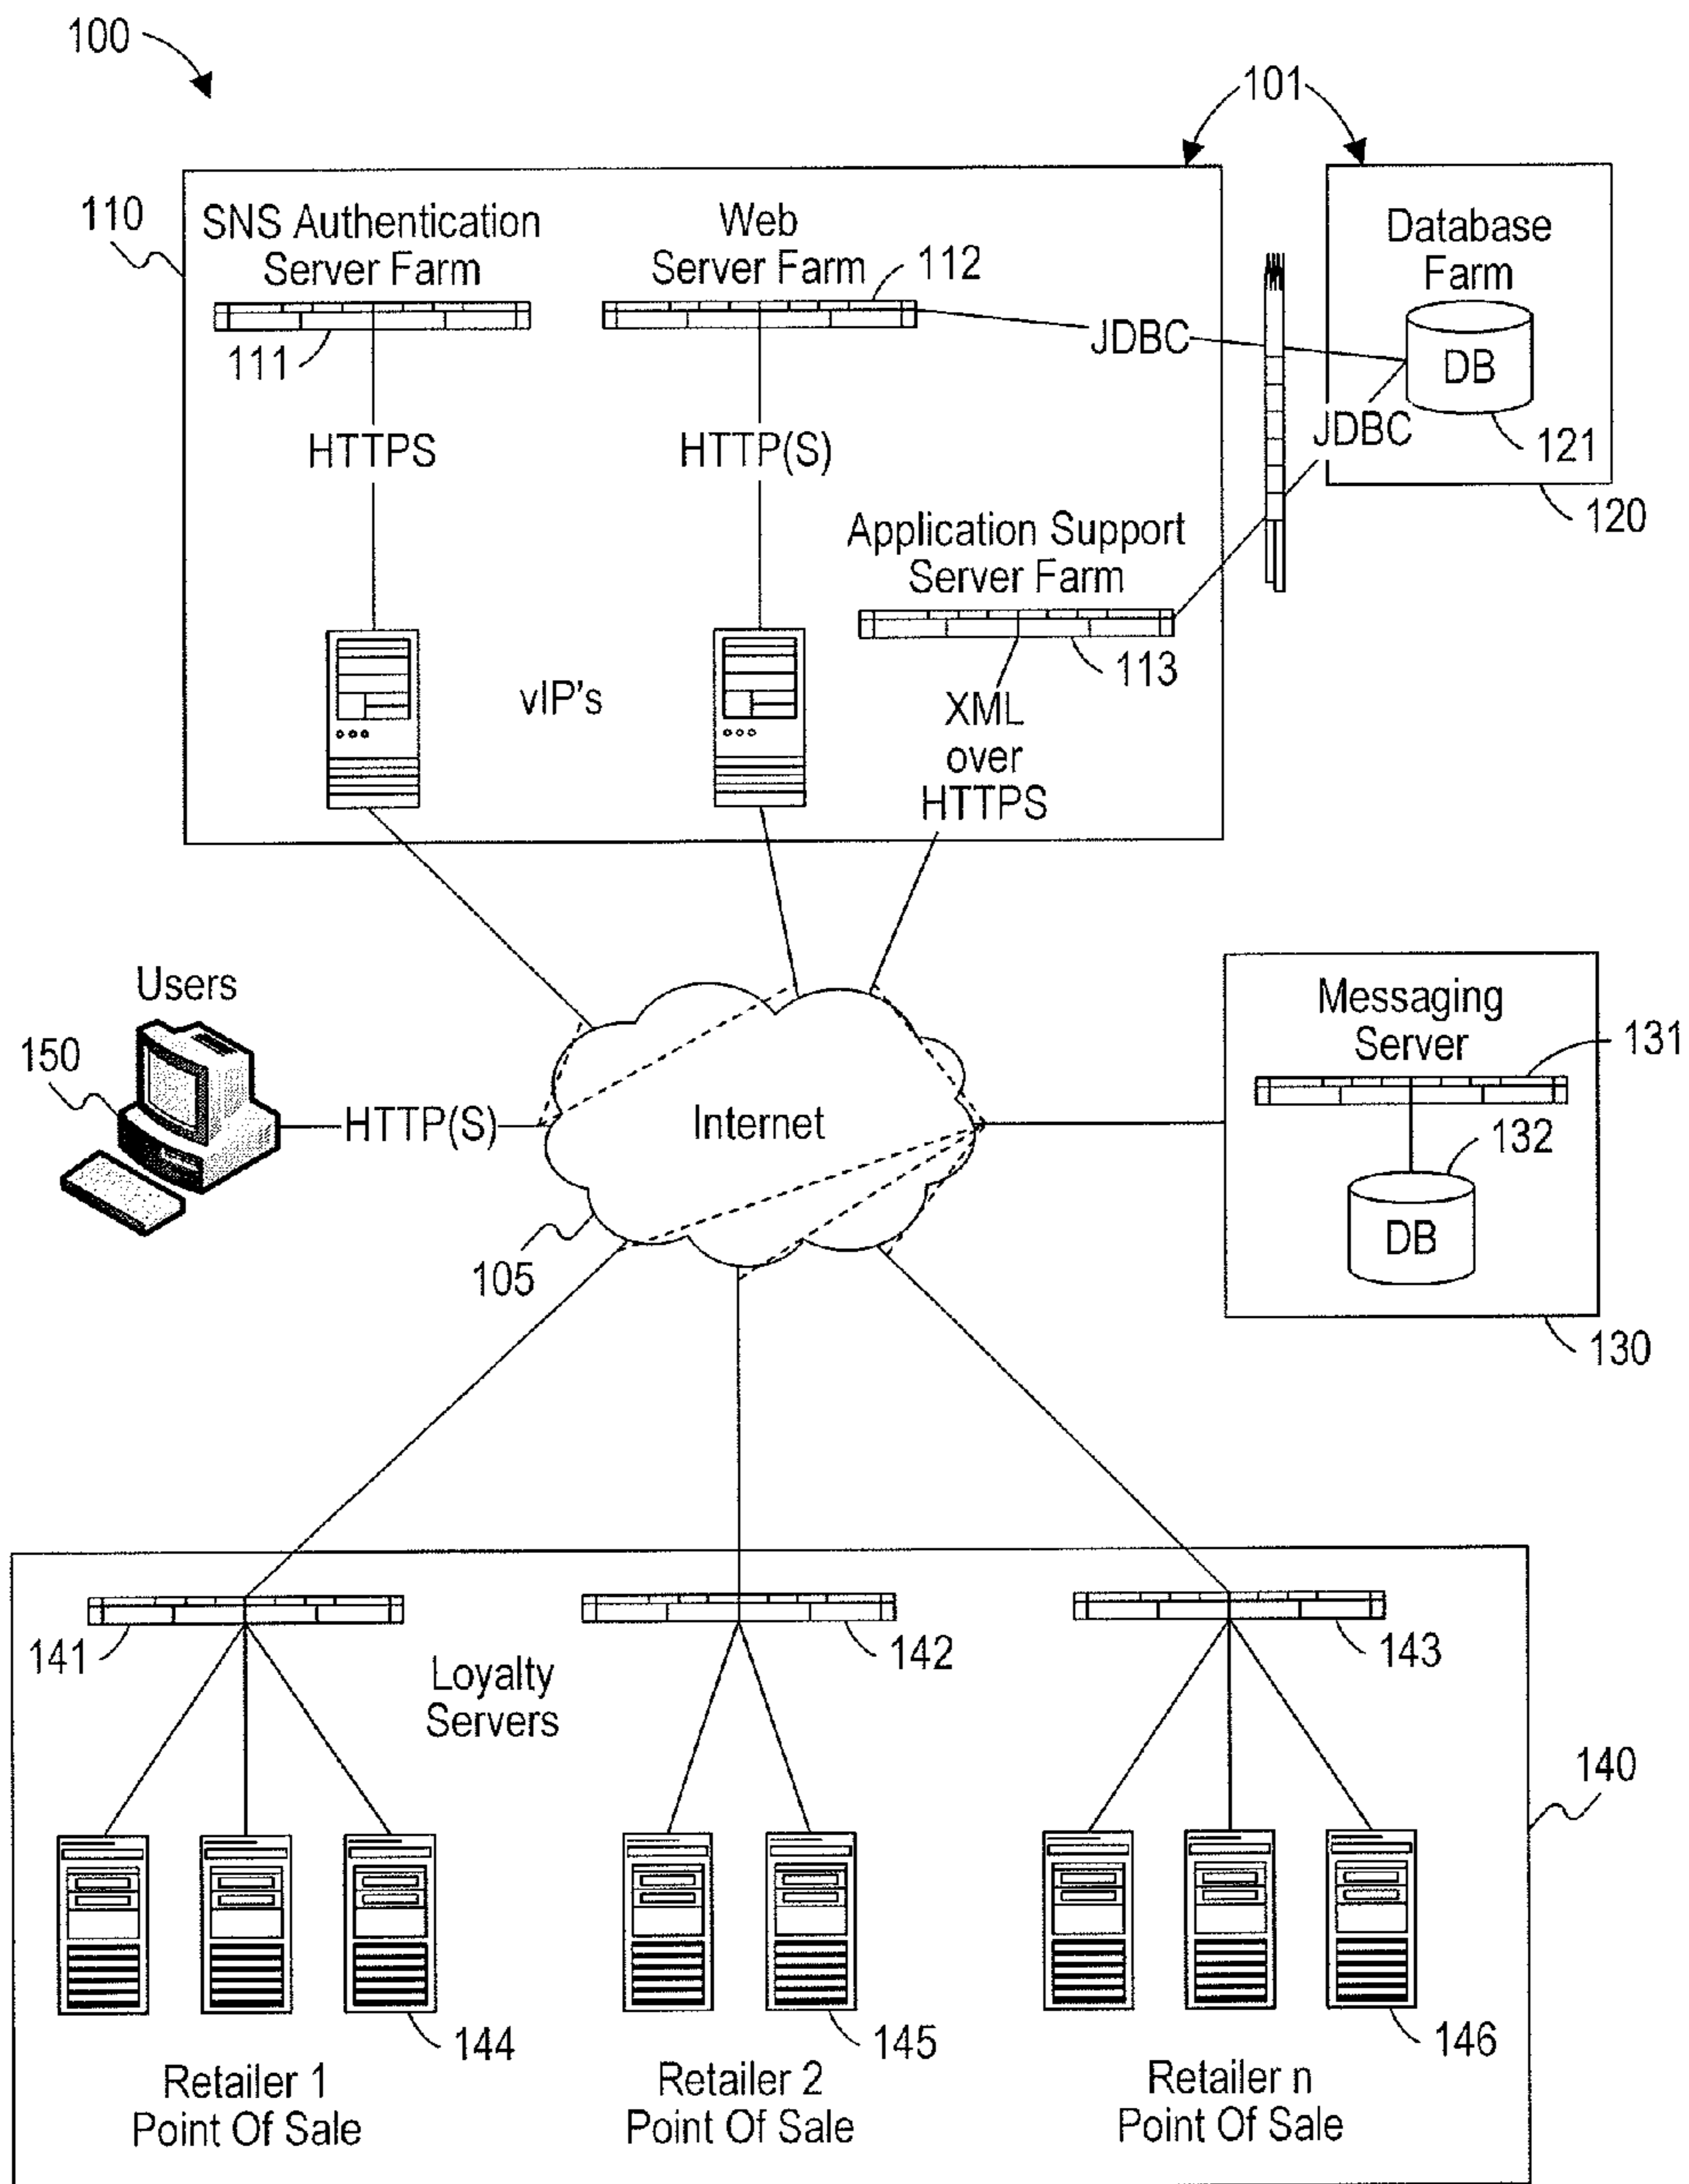 100
101
110
SNS Authentication
Server Farm
111
HTTPS
Web
Server Farm
112
HTTP(S)
JDBC
Database
Farm
DB
121
JDBC
120
Application Support
Server Farm
113
vIP's
XML
over
HTTPS
Users
150
HTTP(S)
Internet
105
Messaging
Server
131
132
DB
130
141
Loyalty
Servers
142
143
140
144
145
146
Retailer 1
Point Of Sale
Retailer 2
Point Of Sale
Retailer n
Point Of Sale